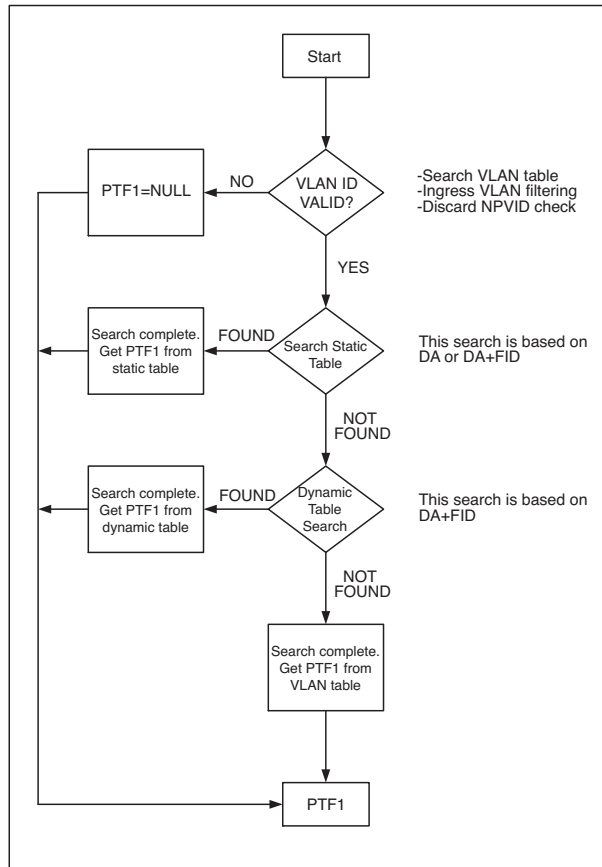 Start
PTF1=NULL
NO
VLAN ID
VALID?
-Search VLAN table
-Ingress VLAN filtering
-Discard NPVID check
YES
Search complete.
Get PTF1 from
static table
FOUND
Search Static
Table
This search is based on
DA or DA+FID
NOT
FOUND
Search complete.
Get PTF1 from
dynamic table
FOUND
Dynamic
Table
Search
This search is based on
DA+FID
NOT
FOUND
Search complete.
Get PTF1 from
VLAN table
PTF1